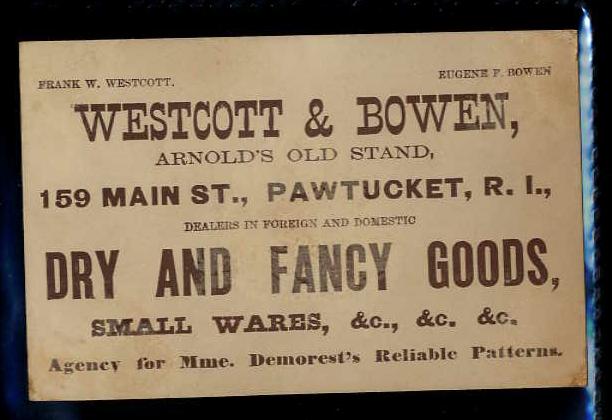 FRANK W. WESTCOTT. EUGENE F. BOWEN
WESTCOTT & BOWEN,
ARNOLD'S OLD STAND,
159 MAIN ST., PAWTUCKET, R. I.,
DEALERS IN FOREIGN AND DOMESTIC
DRY AND FANCY GOODS,
SMALL WARES, &c., &c. &c.
Agency for Mme. Demorest's Reliable Patterns.